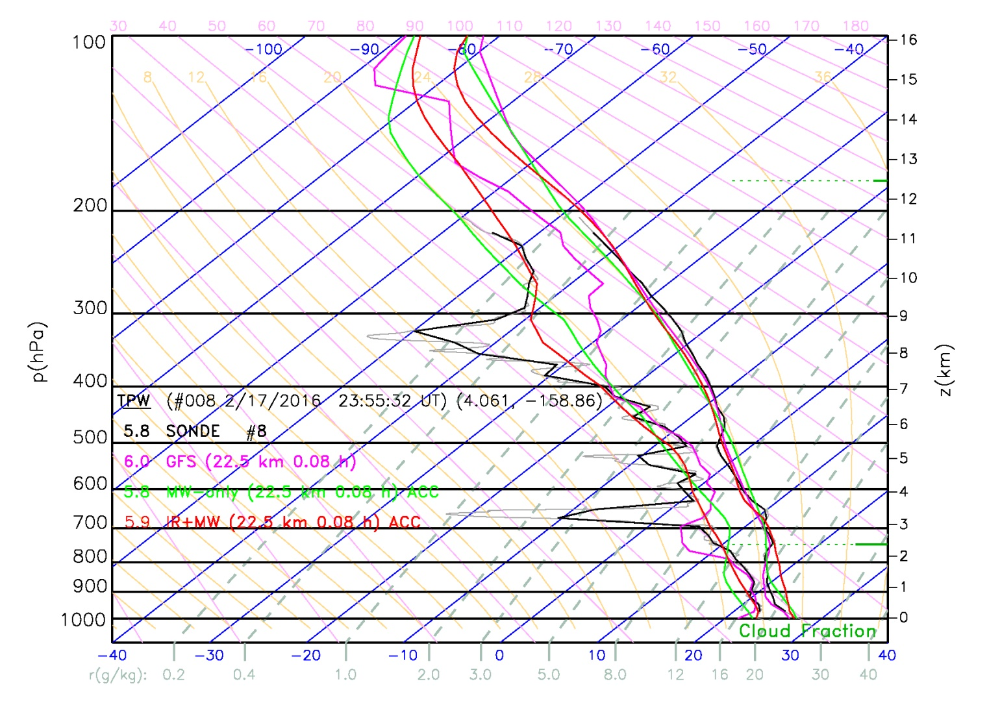 30 40 50 60 70 80 90 100 110 120 130 140 150 160 170 180
100 -100 -90 -80 -70 -60 -50 -40 16
8 12 16 20 24 28 32 36 15
14
13
200 12
11
10
300 9
p(hPa) 8 z(km)
400 7
TPW (#008 2/17/2016 23:55:32 UT) (4.061, -158.86)
5.8 SONDE #8 6
500
6.0 GFS (22.5 km 0.08 h) 5
600
5.8 MW-only (22.5 km 0.08 h) ACC 4
700 5.9 IR+MW (22.5 km 0.08 h) ACC 3
800 2
900 1
1000 0
Cloud Fraction
-40 -30 -20 -10 0 10 20 30 40
r(g/kg): 0.2 0.4 1.0 2.0 3.0 5.0 8.0 12 16 20 30 40